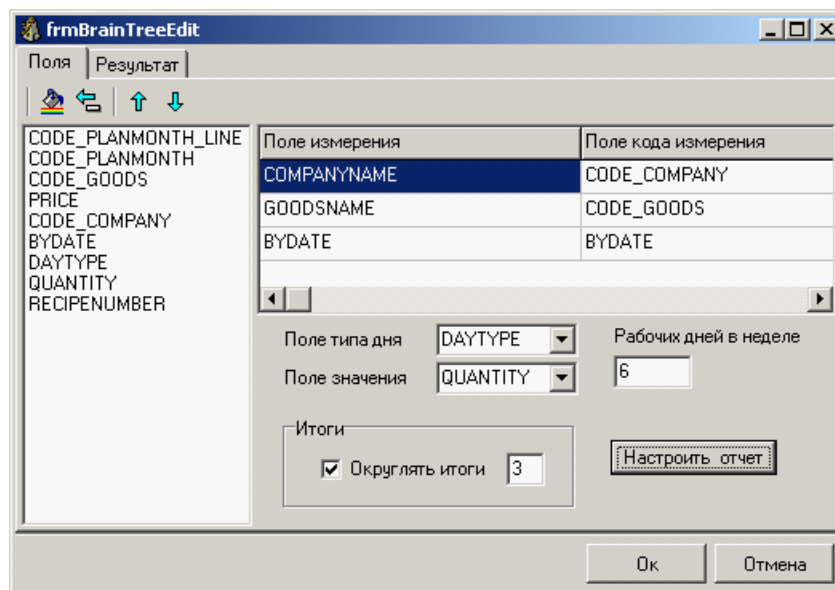 frmBrainTreeEdit
Поля Результат
CODE_PLANMONTH_LINE
CODE_PLANMONTH
CODE_GOODS
PRICE
CODE_COMPANY
BYDATE
DAYTYPE
QUANTITY
RECIPENUMBER
Поле измерения Поле кода измерения
COMPANYNAME CODE_COMPANY
GOODSNAME CODE_GOODS
BYDATE BYDATE
Поле типа дня DAYTYPE Рабочих дней в неделе
Поле значения QUANTITY 6
Итоги
Округлять итоги 3 Настроить отчет
Ок Отмена